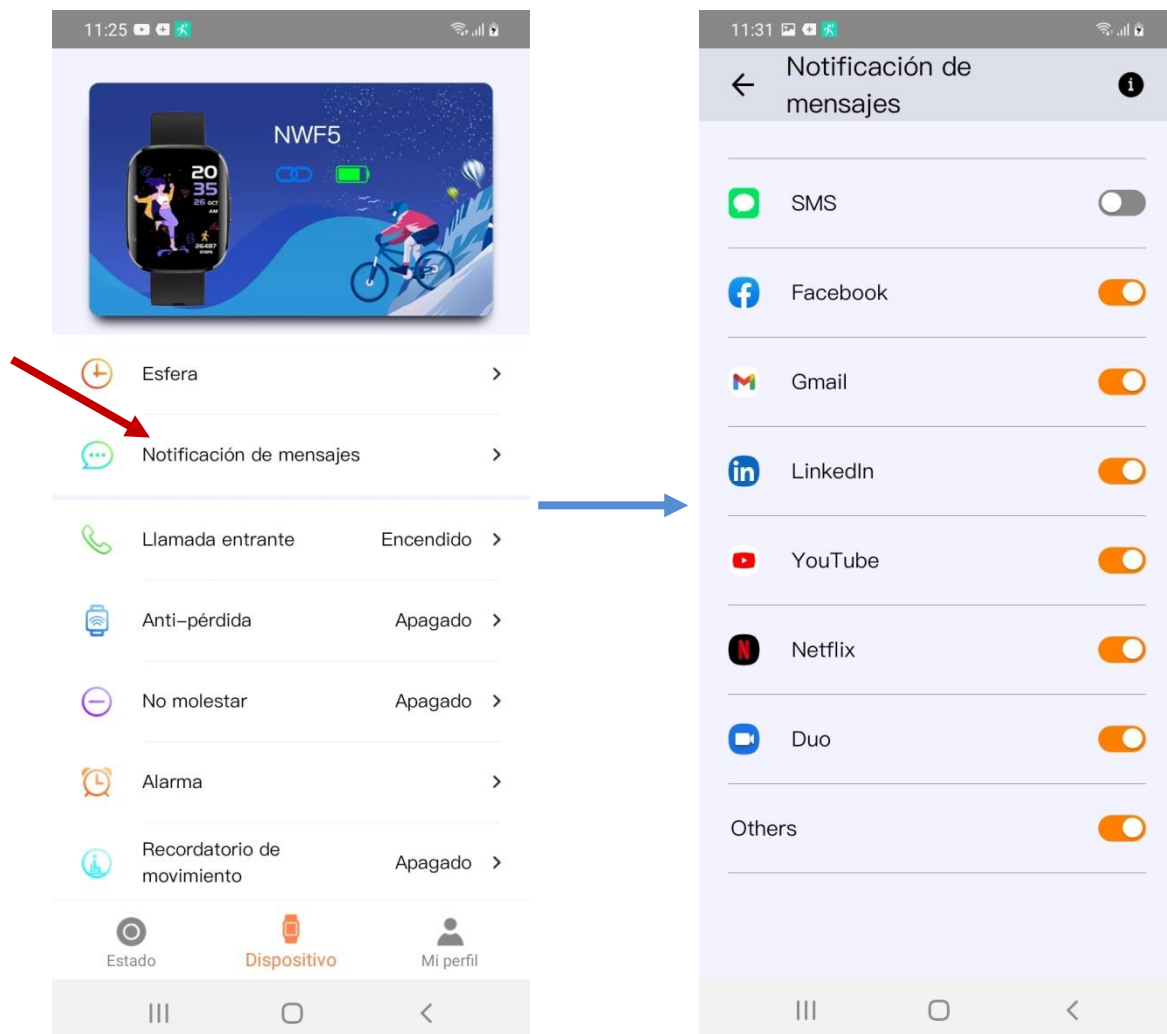 11:25
NWF5
20
35
26 OCT
AM
26487
STEPS
Esfera
Notificación de mensajes
Llamada entrante Encendido
Anti-pérdida Apagado
No molestar Apagado
Alarma
Recordatorio de
movimiento Apagado
Estado Dispositivo Mi perfil
11:31
Notificación de
mensajes
SMS
Facebook
Gmail
LinkedIn
YouTube
Netflix
Duo
Others